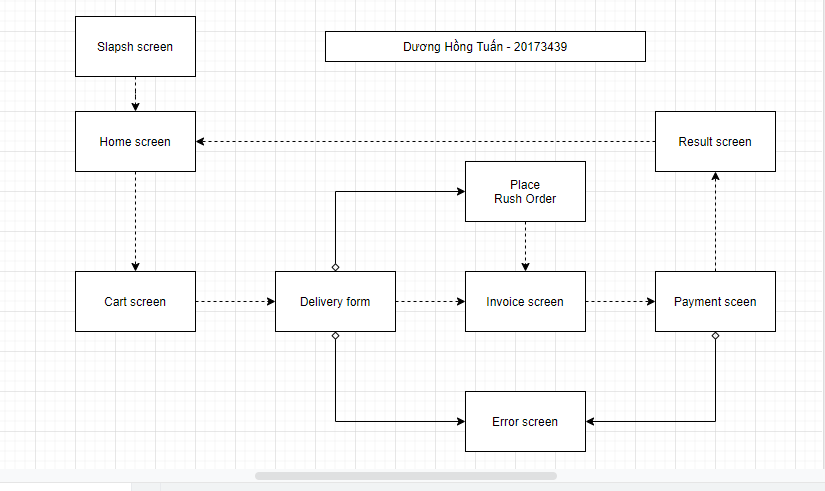 Slapsh screen
Dương Hồng Tuấn - 20173439
Home screen
Result screen
Place
Rush Order
Cart screen
Delivery form
Invoice screen
Payment sceen
Error screen